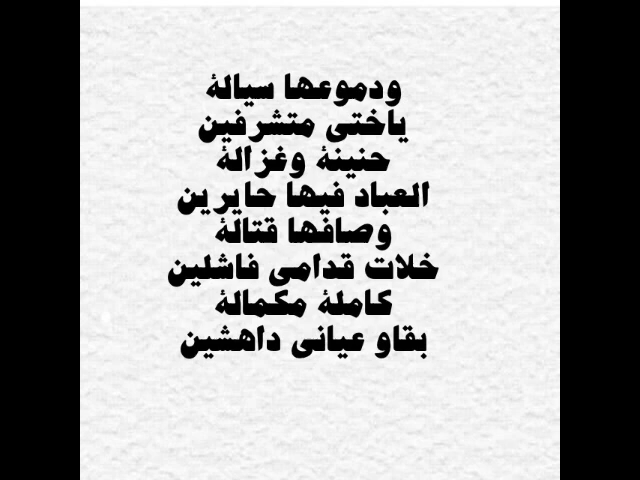 ودموعها سيالة
ياختى متشرفين
حنينة وغزالة
العباد فيها حايرين
وصافها قتالة
خلات قدامى فاشلين
كاملة مكمالة
بقاو عيانى داهشين